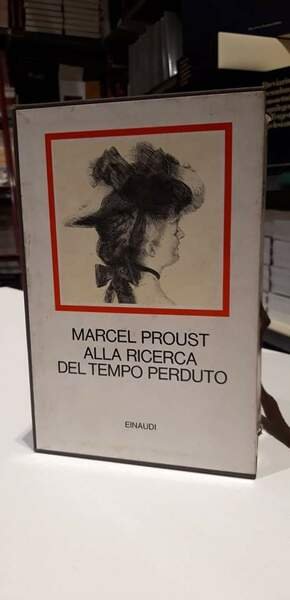 MARCEL PROUST
ALLA RICERCA
DEL TEMPO PERDUTO
EINAUDI